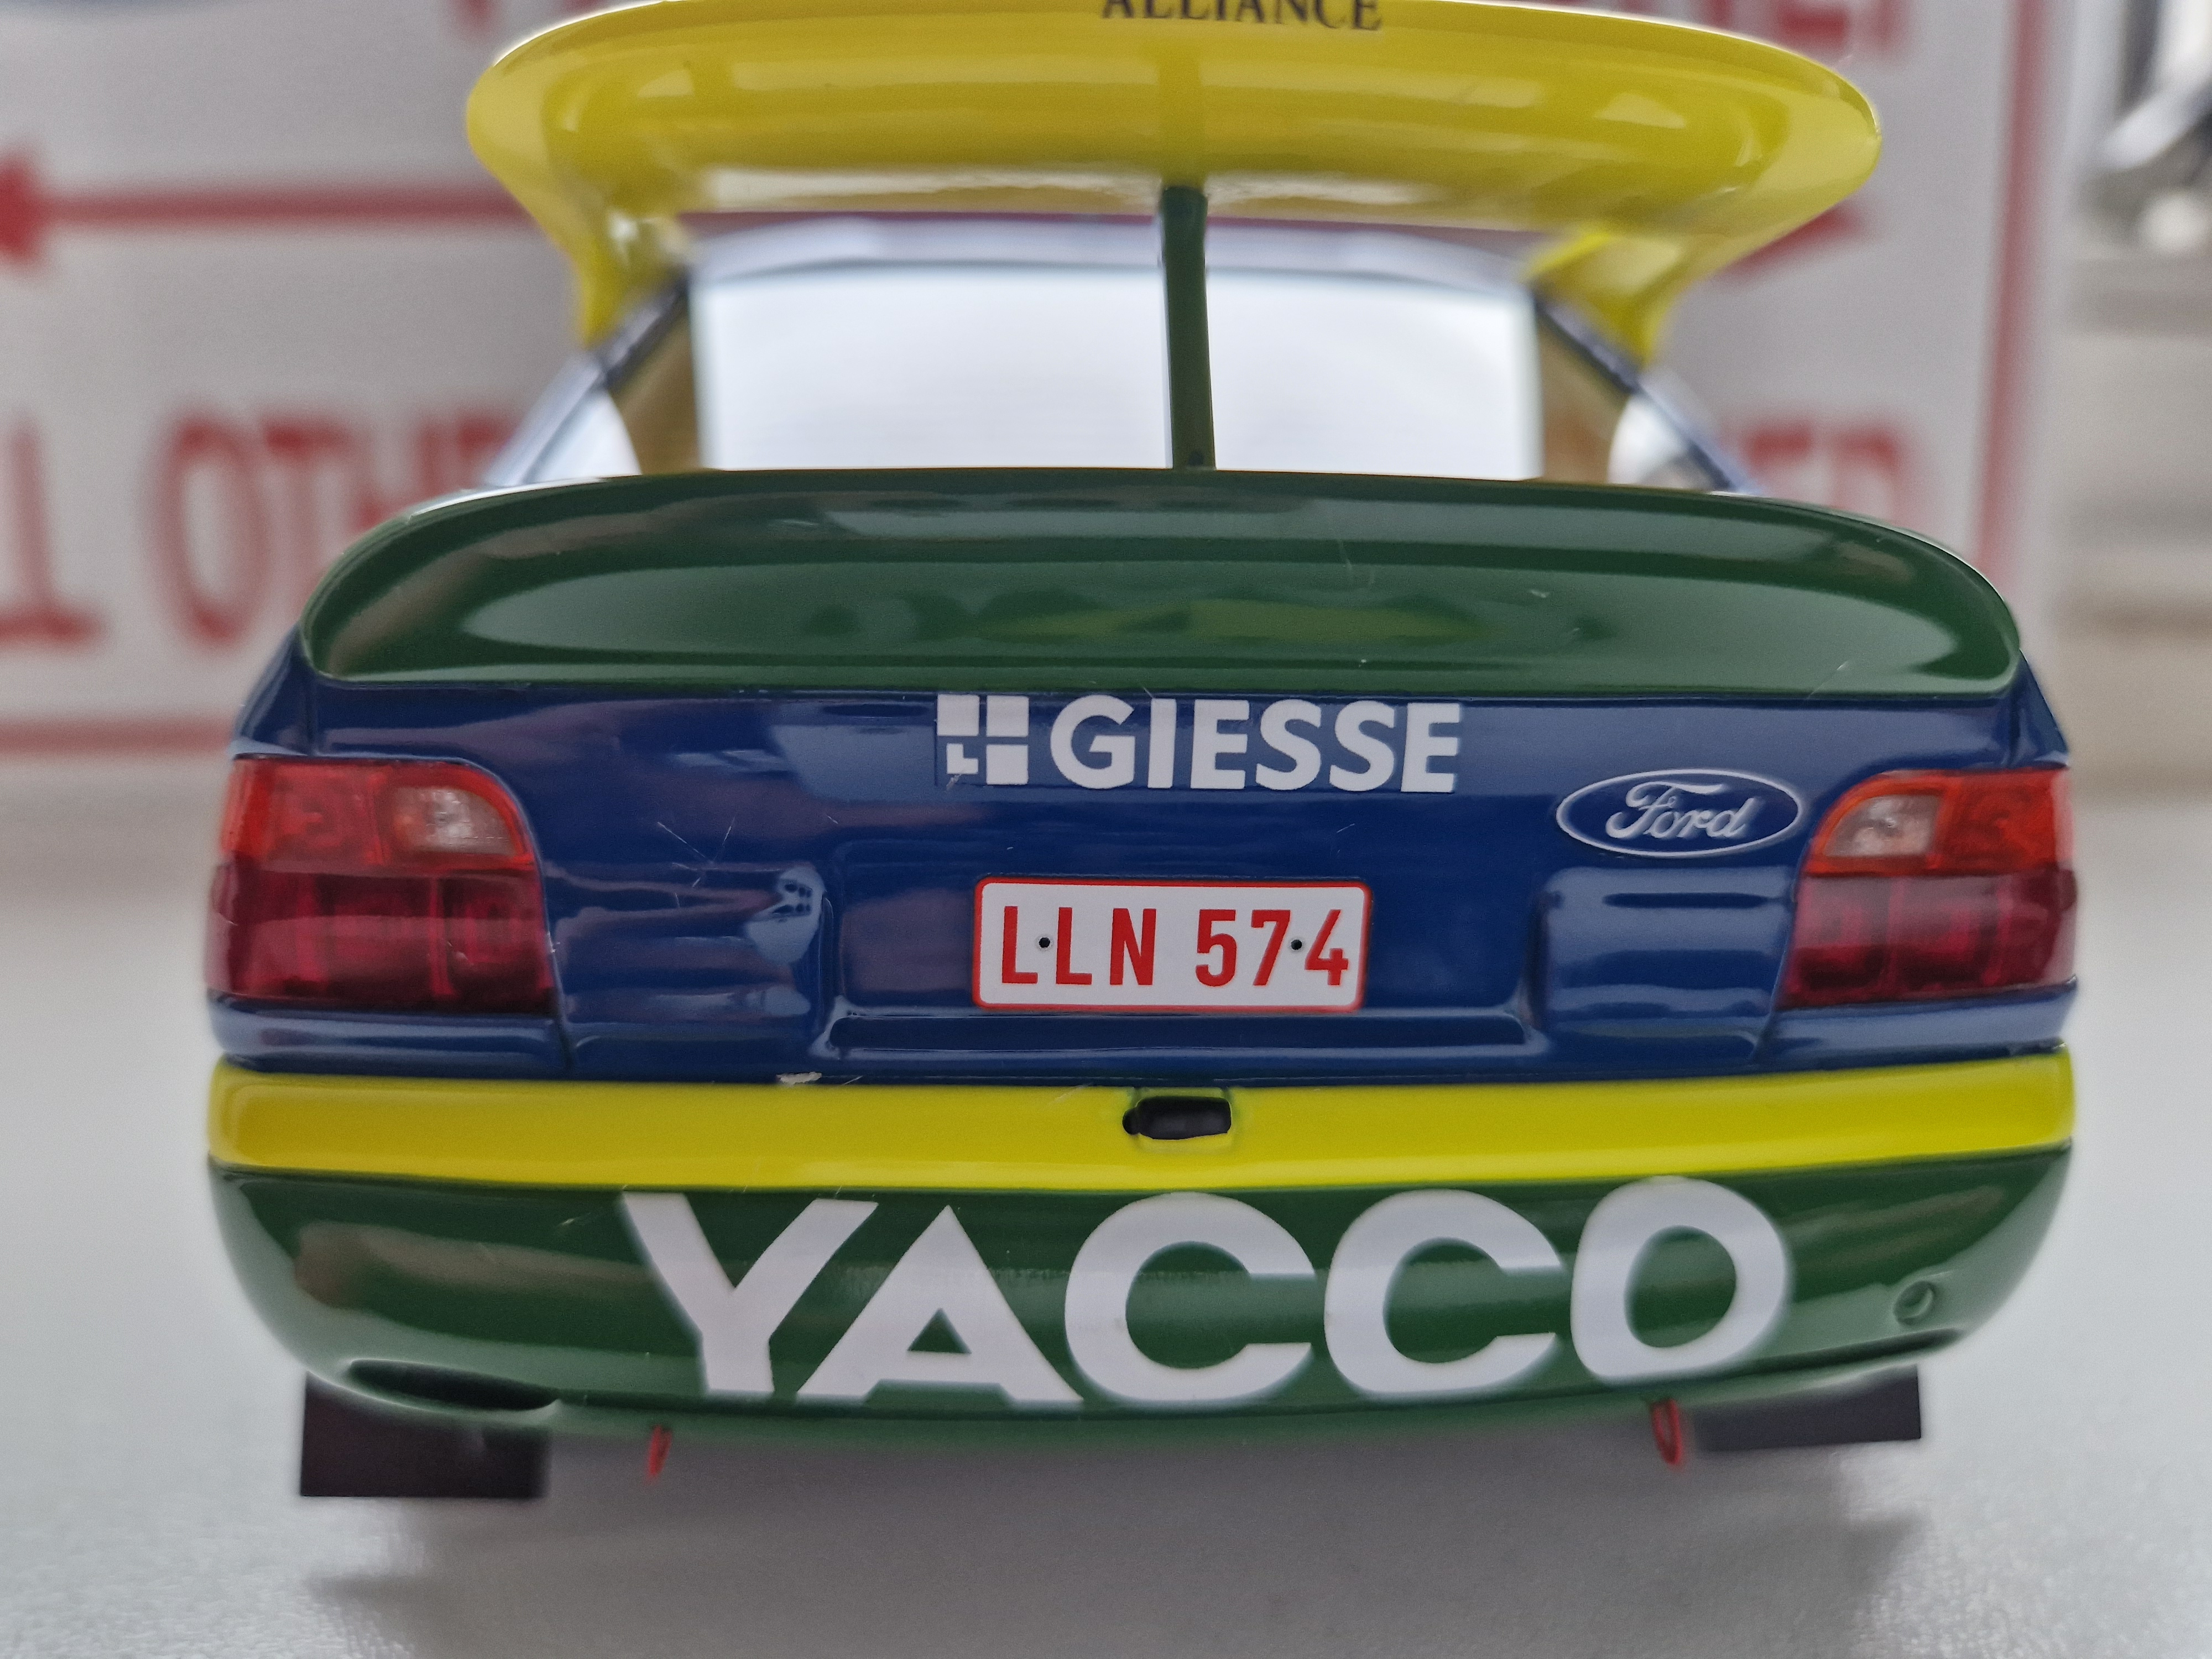 ALLIANCE
GIESSE
Ford
LLN 574
YACCO